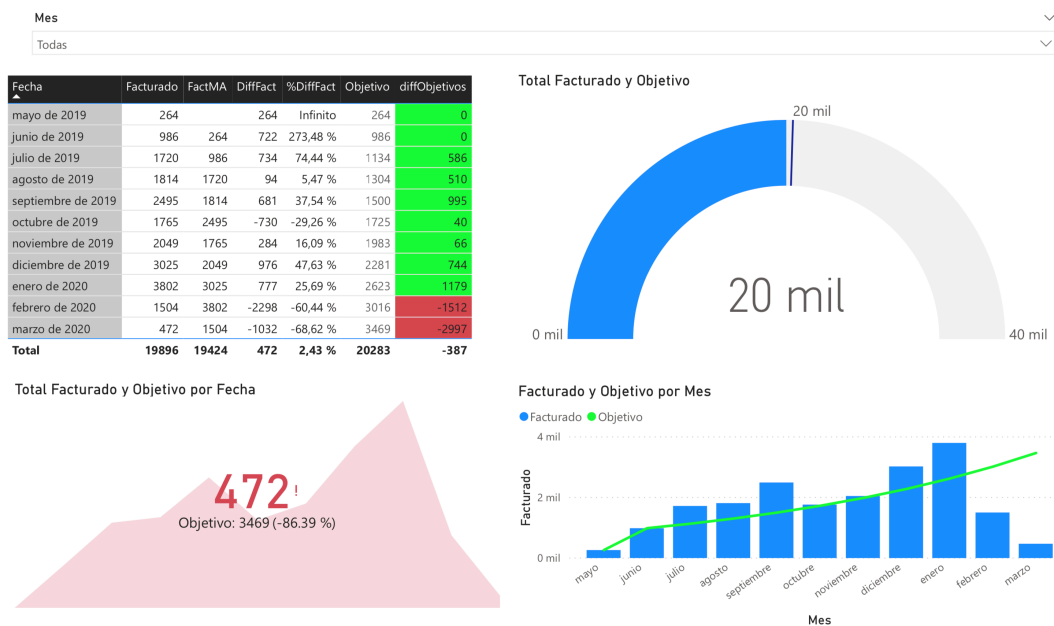 Mes
Todas
Fecha Facturado FactMA DiffFact %DiffFact Objetivo diffObjetivos
mayo de 2019 264 264 Infinito 264 0
junio de 2019 986 264 722 273,48 % 986 0
julio de 2019 1720 986 734 74,44 % 1134 586
agosto de 2019 1814 1720 94 5,47 % 1304 510
septiembre de 2019 2495 1814 681 37,54 % 1500 995
octubre de 2019 1765 2495 -730 -29,26 % 1725 40
noviembre de 2019 2049 1765 284 16,09 % 1983 66
diciembre de 2019 3025 2049 976 47,63 % 2281 744
enero de 2020 3802 3025 777 25,69 % 2623 1179
febrero de 2020 1504 3802 -2298 -60,44 % 3016 -1512
marzo de 2020 472 1504 -1032 -68,62 % 3469 -2997
Total 19896 19424 472 2,43 % 20283 -387
Total Facturado y Objetivo
20 mil
20 mil
0 mil
40 mil
Total Facturado y Objetivo por Fecha
472!
Objetivo: 3469 (-86.39 %)
Facturado y Objetivo por Mes
Facturado Objetivo
Facturado
4 mil
2 mil
0 mil
mayo junio julio agosto septiembre octubre noviembre diciembre enero febrero marzo
Mes